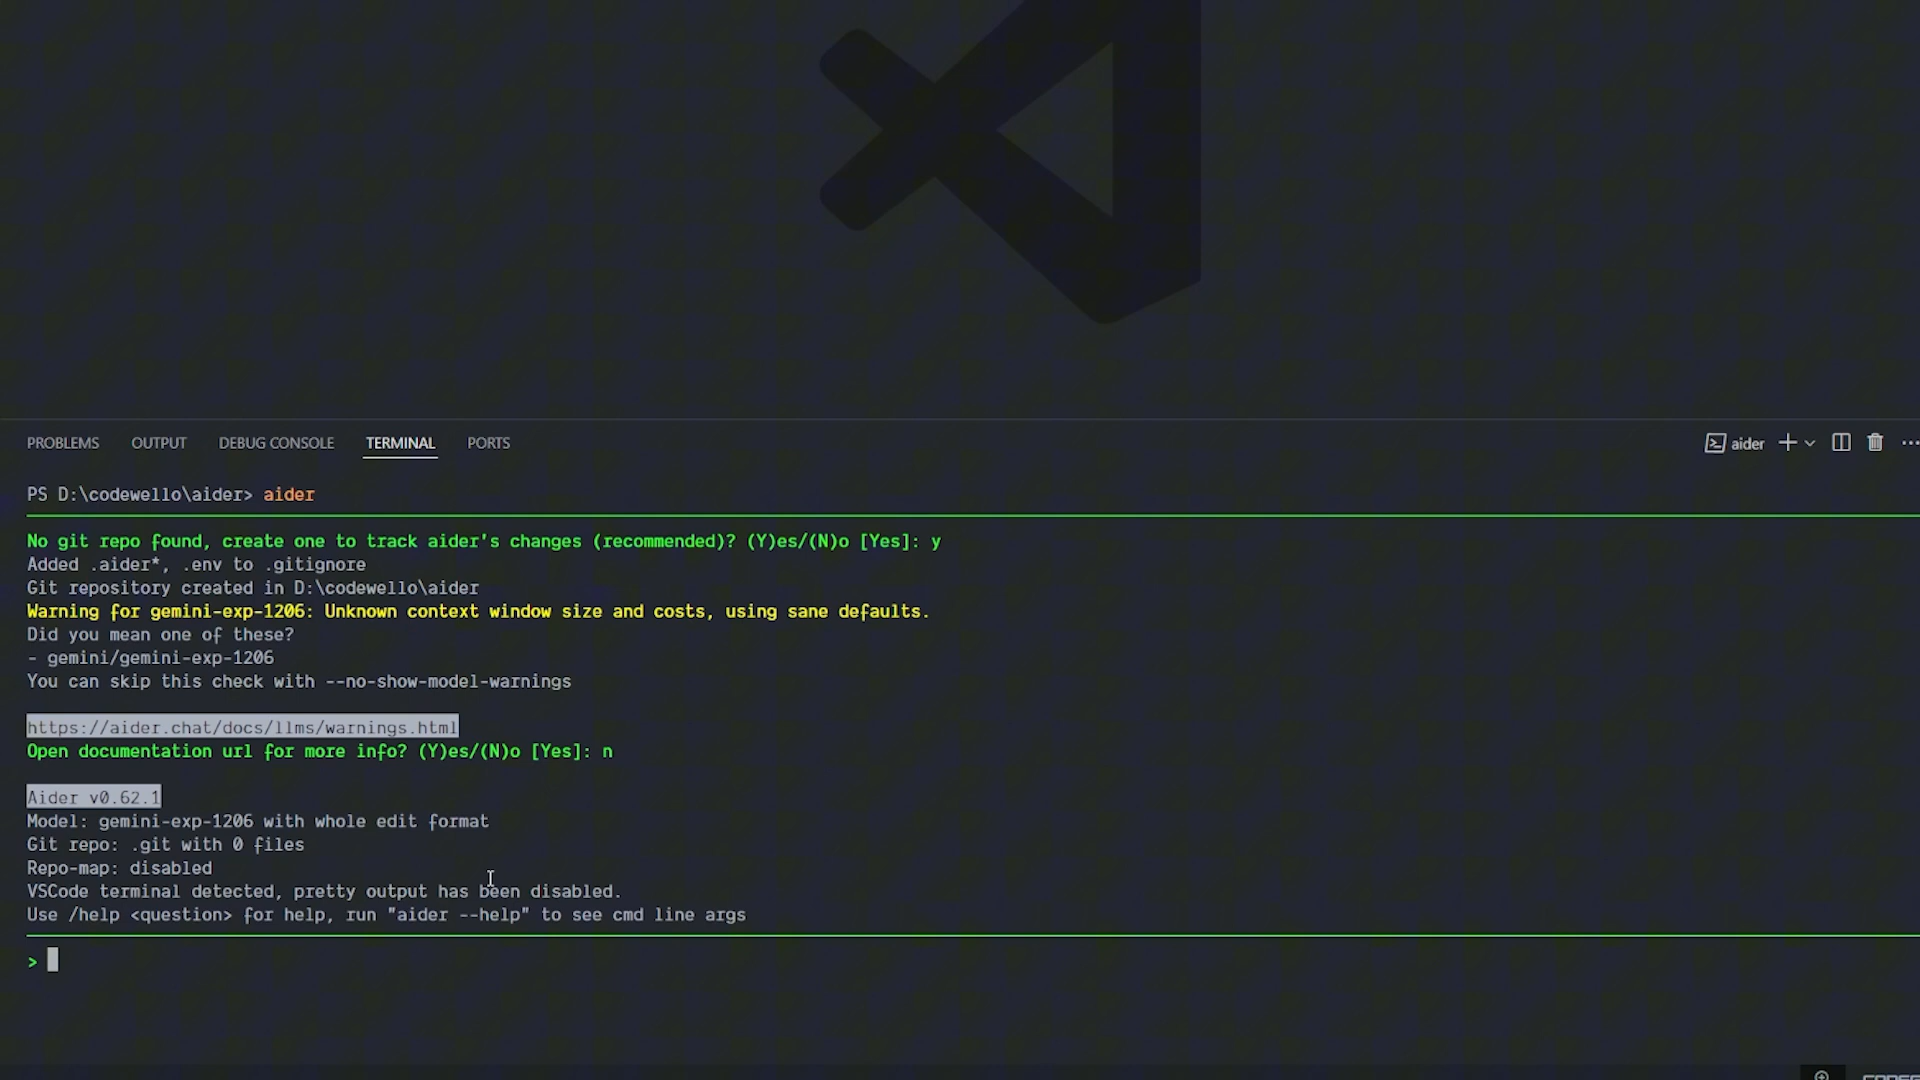 PROBLEMS OUTPUT DEBUG CONSOLE TERMINAL PORTS aider
PS D:\codewello\aider> aider
No git repo found, create one to track aider's changes (recommended)? (Y)es/(N)o [Yes]: y
Added .aider*, .env to .gitignore
Git repository created in D:\codewello\aider
Warning for gemini-exp-1206: Unknown context window size and costs, using sane defaults.
Did you mean one of these?
- gemini/gemini-exp-1206
You can skip this check with --no-show-model-warnings
https://aider.chat/docs/llms/warnings.html
Open documentation url for more info? (Y)es/(N)o [Yes]: n
Aider v0.62.1
Model: gemini-exp-1206 with whole edit format
Git repo: .git with 0 files
Repo-map: disabled
VSCode terminal detected, pretty output has been disabled.
Use /help <question> for help, run "aider --help" to see cmd line args
>